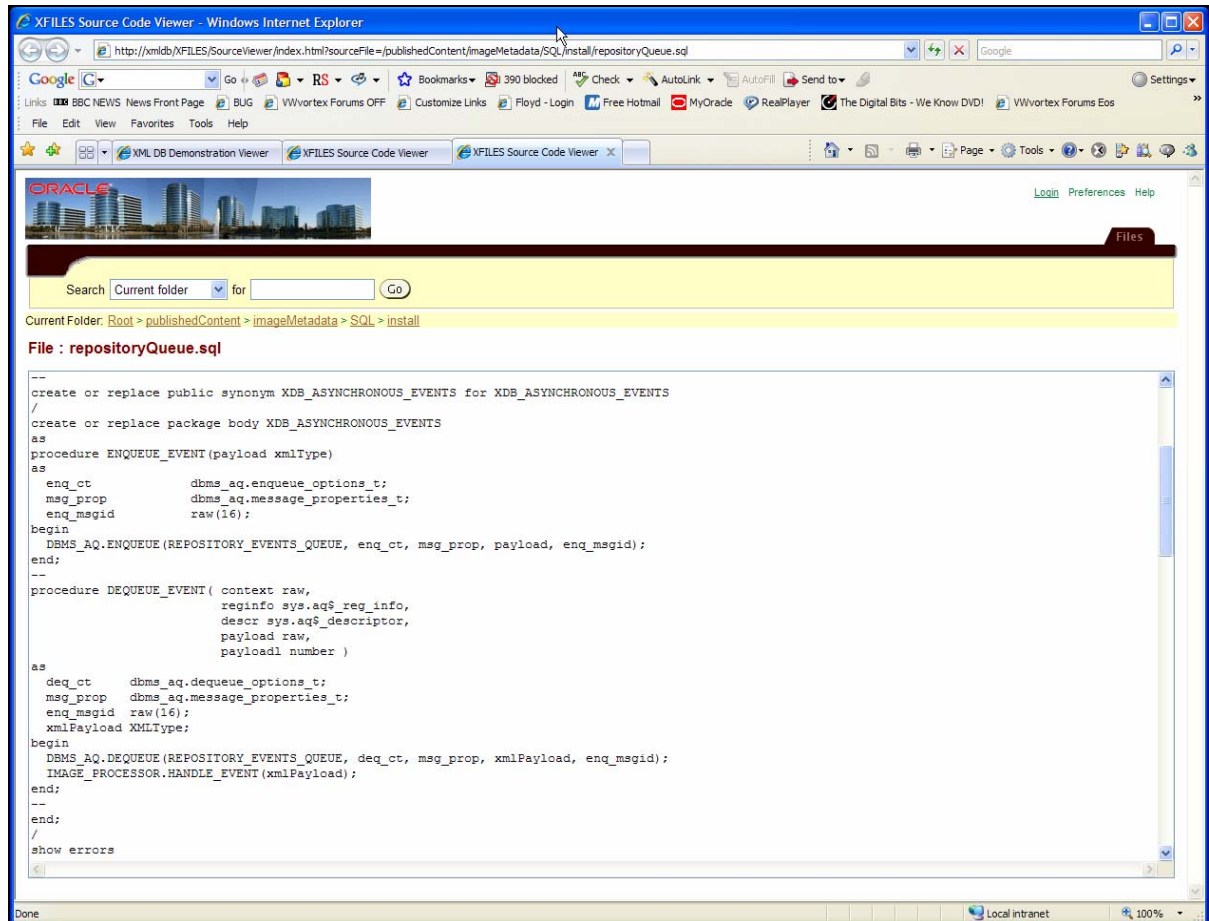 XFILES Source Code Viewer - Windows Internet Explorer
http://xmldb/XFILES/SourceViewer/index.html?sourceFile=/publishedContent/imageMetadata/SQL/install/repositoryQueue.sql
Google
Google Go RS Bookmarks 390 blocked Check AutoLink AutoFill Send to Settings
Links BBC NEWS News Front Page BUG VWvortex Forums OFF Customize Links Floyd - Login Free Hotmail MyOracle RealPlayer The Digital Bits - We Know DVD! VWvortex Forums Eos »
File Edit View Favorites Tools Help
XML DB Demonstration Viewer XFILES Source Code Viewer XFILES Source Code Viewer Page Tools
ORACLE
Login Preferences Help
Files
Search Current folder for Go
Current Folder: Root > publishedContent > imageMetadata > SQL > install
File : repositoryQueue.sql
--
create or replace public synonym XDB_ASYNCHRONOUS_EVENTS for XDB_ASYNCHRONOUS_EVENTS
/
create or replace package body XDB_ASYNCHRONOUS_EVENTS
as
procedure ENQUEUE_EVENT(payload xmlType)
as
enq_ct dbms_aq.enqueue_options_t;
msg_prop dbms_aq.message_properties_t;
enq_msgid raw(16);
begin
DBMS_AQ.ENQUEUE(REPOSITORY_EVENTS_QUEUE, enq_ct, msg_prop, payload, enq_msgid);
end;
--
procedure DEQUEUE_EVENT( context raw,
reginfo sys.aq$_reg_info,
descr sys.aq$_descriptor,
payload raw,
payloadl number )
as
deq_ct dbms_aq.dequeue_options_t;
msg_prop dbms_aq.message_properties_t;
enq_msgid raw(16);
xmlPayload XMLType;
begin
DBMS_AQ.DEQUEUE(REPOSITORY_EVENTS_QUEUE, deq_ct, msg_prop, xmlPayload, enq_msgid);
IMAGE_PROCESSOR.HANDLE_EVENT(xmlPayload);
end;
--
end;
/
show errors
Done Local intranet 100%